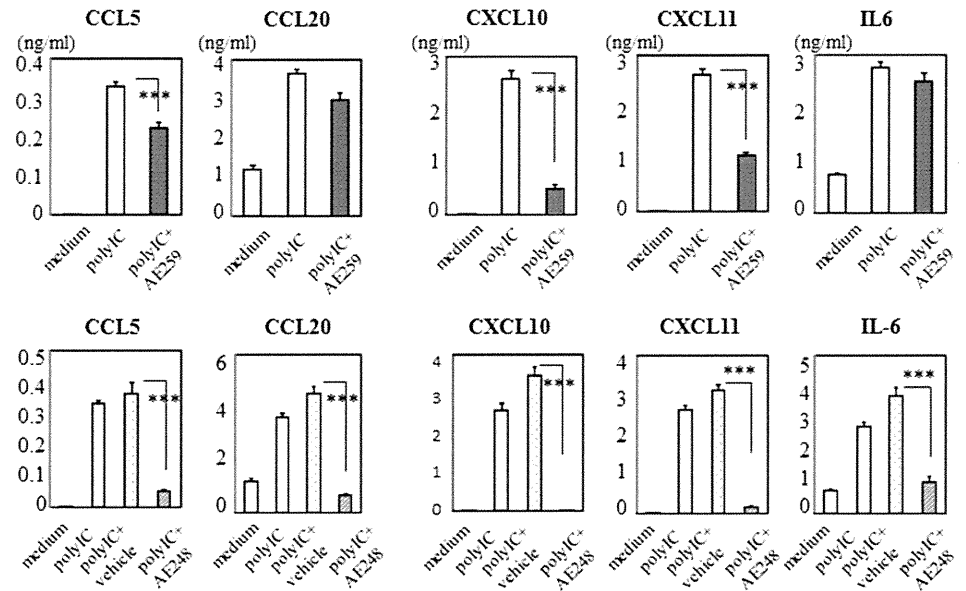 CCL5 CCL20 CXCL10 CXCL11 IL6
(ng/ml) (ng/ml) (ng/ml) (ng/ml) (ng/ml)
0.4 4 3 3 3
0.3 3 2 2 2
0.2 2 1 1 1
0.1 1 0 0 0
0 0
*** *** ***
medium polyIC polyIC+ AE259
medium polyIC polyIC+ AE259
medium polyIC polyIC+ AE259
medium polyIC polyIC+ AE259
medium polyIC polyIC+ AE259
CCL5 CCL20 CXCL10 CXCL11 IL-6
0.5 6 4 4 5
0.4 4 3 3 4
0.3 2 2 2 3
0.2 0 1 1 2
0.1 0 0 1
0 0
*** *** *** *** ***
medium polyIC polyIC+ vehicle polyIC+ AE248
medium polyIC polyIC+ vehicle polyIC+ AE248
medium polyIC polyIC+ vehicle polyIC+ AE248
medium polyIC polyIC+ vehicle polyIC+ AE248
medium polyIC polyIC+ vehicle polyIC+ AE248